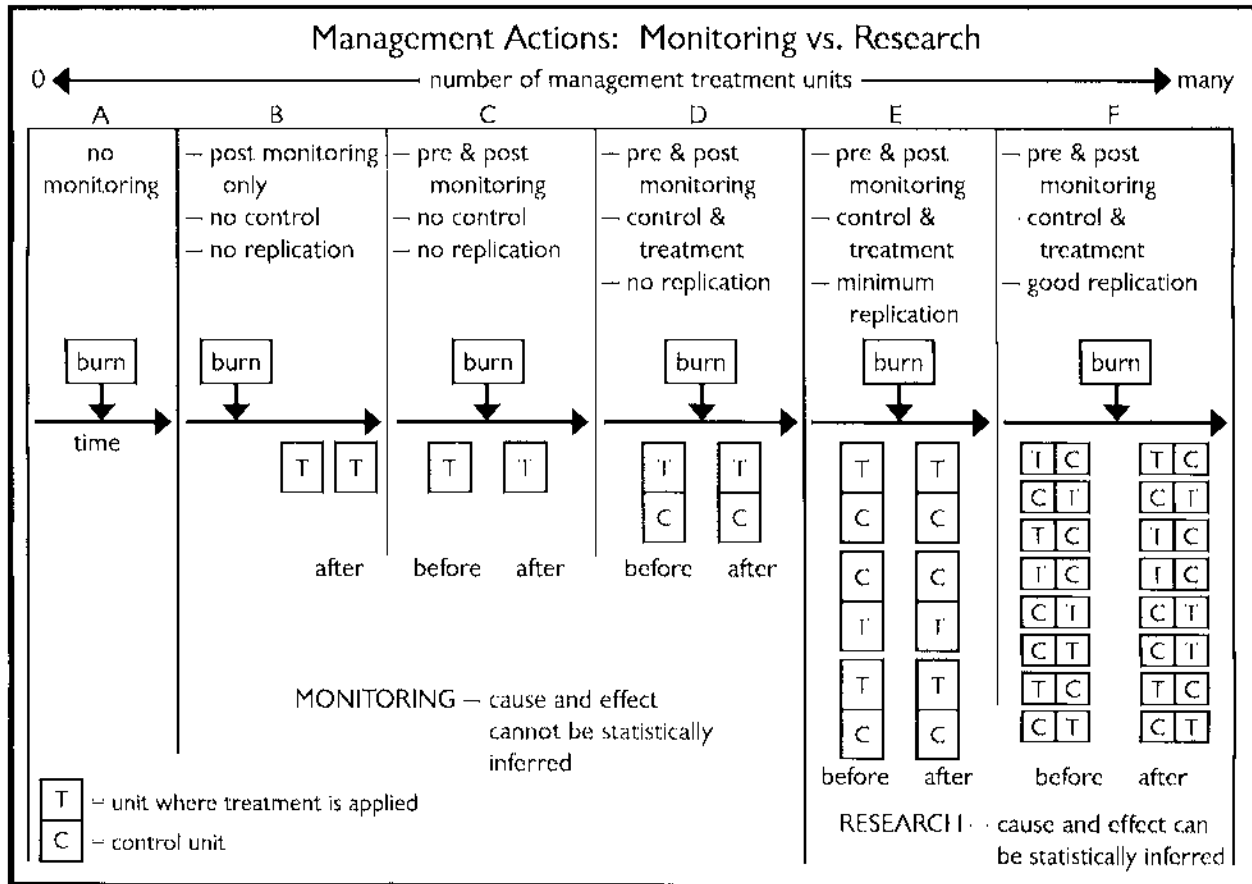 Management Actions: Monitoring vs. Research
0 number of management treatment units many
A
no
monitoring
burn
time
B
– post monitoring
only
– no control
– no replication
burn
T T
after
C
– pre & post
monitoring
– no control
– no replication
burn
T T
before after
D
– pre & post
monitoring
– control &
treatment
– no replication
burn
T T
C C
before after
E
– pre & post
monitoring
– control &
treatment
– minimum
replication
burn
T T
C C
C C
T T
T T
C C
before after
F
– pre & post
monitoring
· control &
treatment
– good replication
burn
T C T C
C T C T
T C T C
T C T C
C T C T
C T C T
T C T C
C T C T
before after
MONITORING – cause and effect
cannot be statistically
inferred
T – unit where treatment is applied
C – control unit
RESEARCH – cause and effect can
be statistically inferred